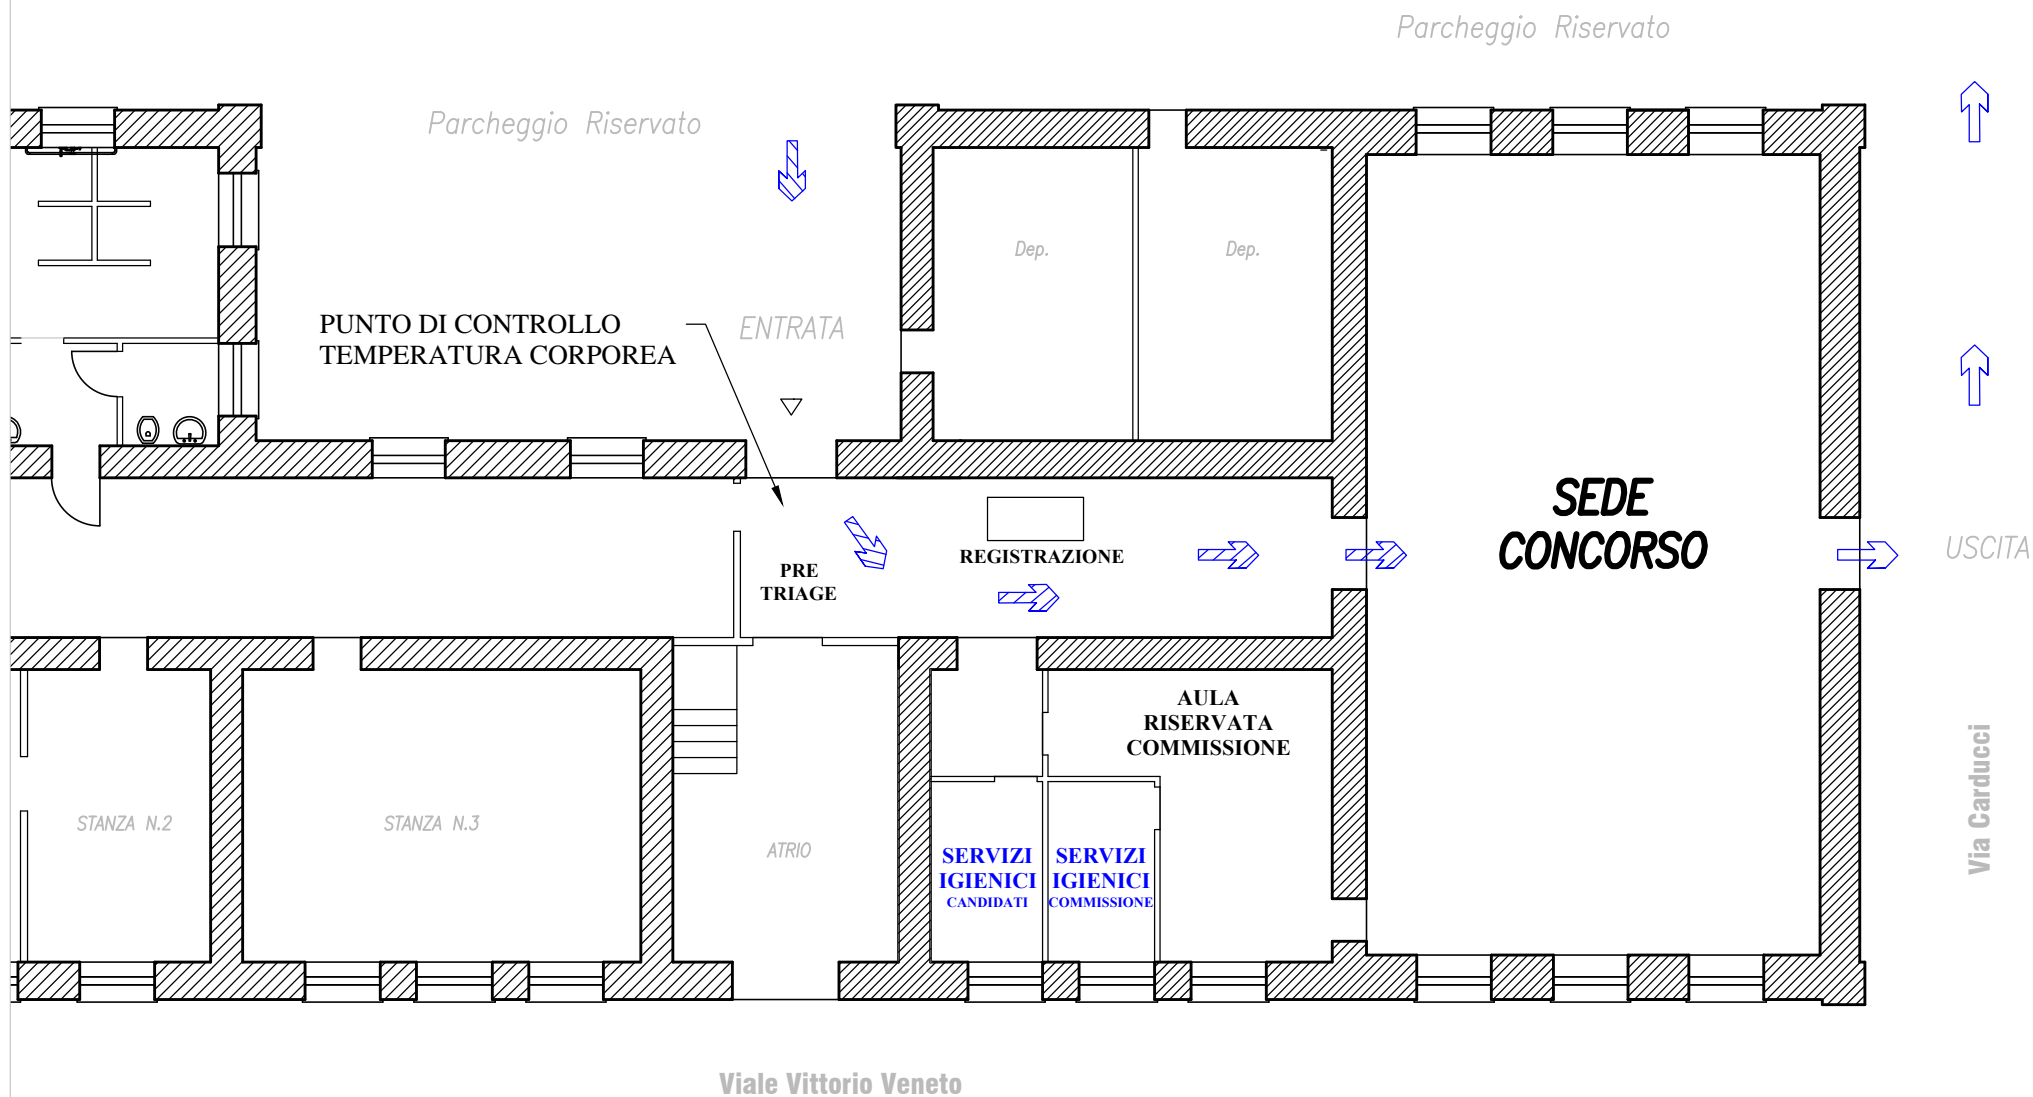 Parcheggio Riservato
Parcheggio Riservato
Dep.
Dep.
PUNTO DI CONTROLLO
TEMPERATURA CORPOREA
ENTRATA
SEDE
CONCORSO
USCITA
REGISTRAZIONE
PRE
TRIAGE
AULA
RISERVATA
COMMISSIONE
STANZA N.2
STANZA N.3
ATRIO
SERVIZI
IGIENICI
CANDIDATI
SERVIZI
IGIENICI
COMMISSIONE
Via Carducci
Viale Vittorio Veneto